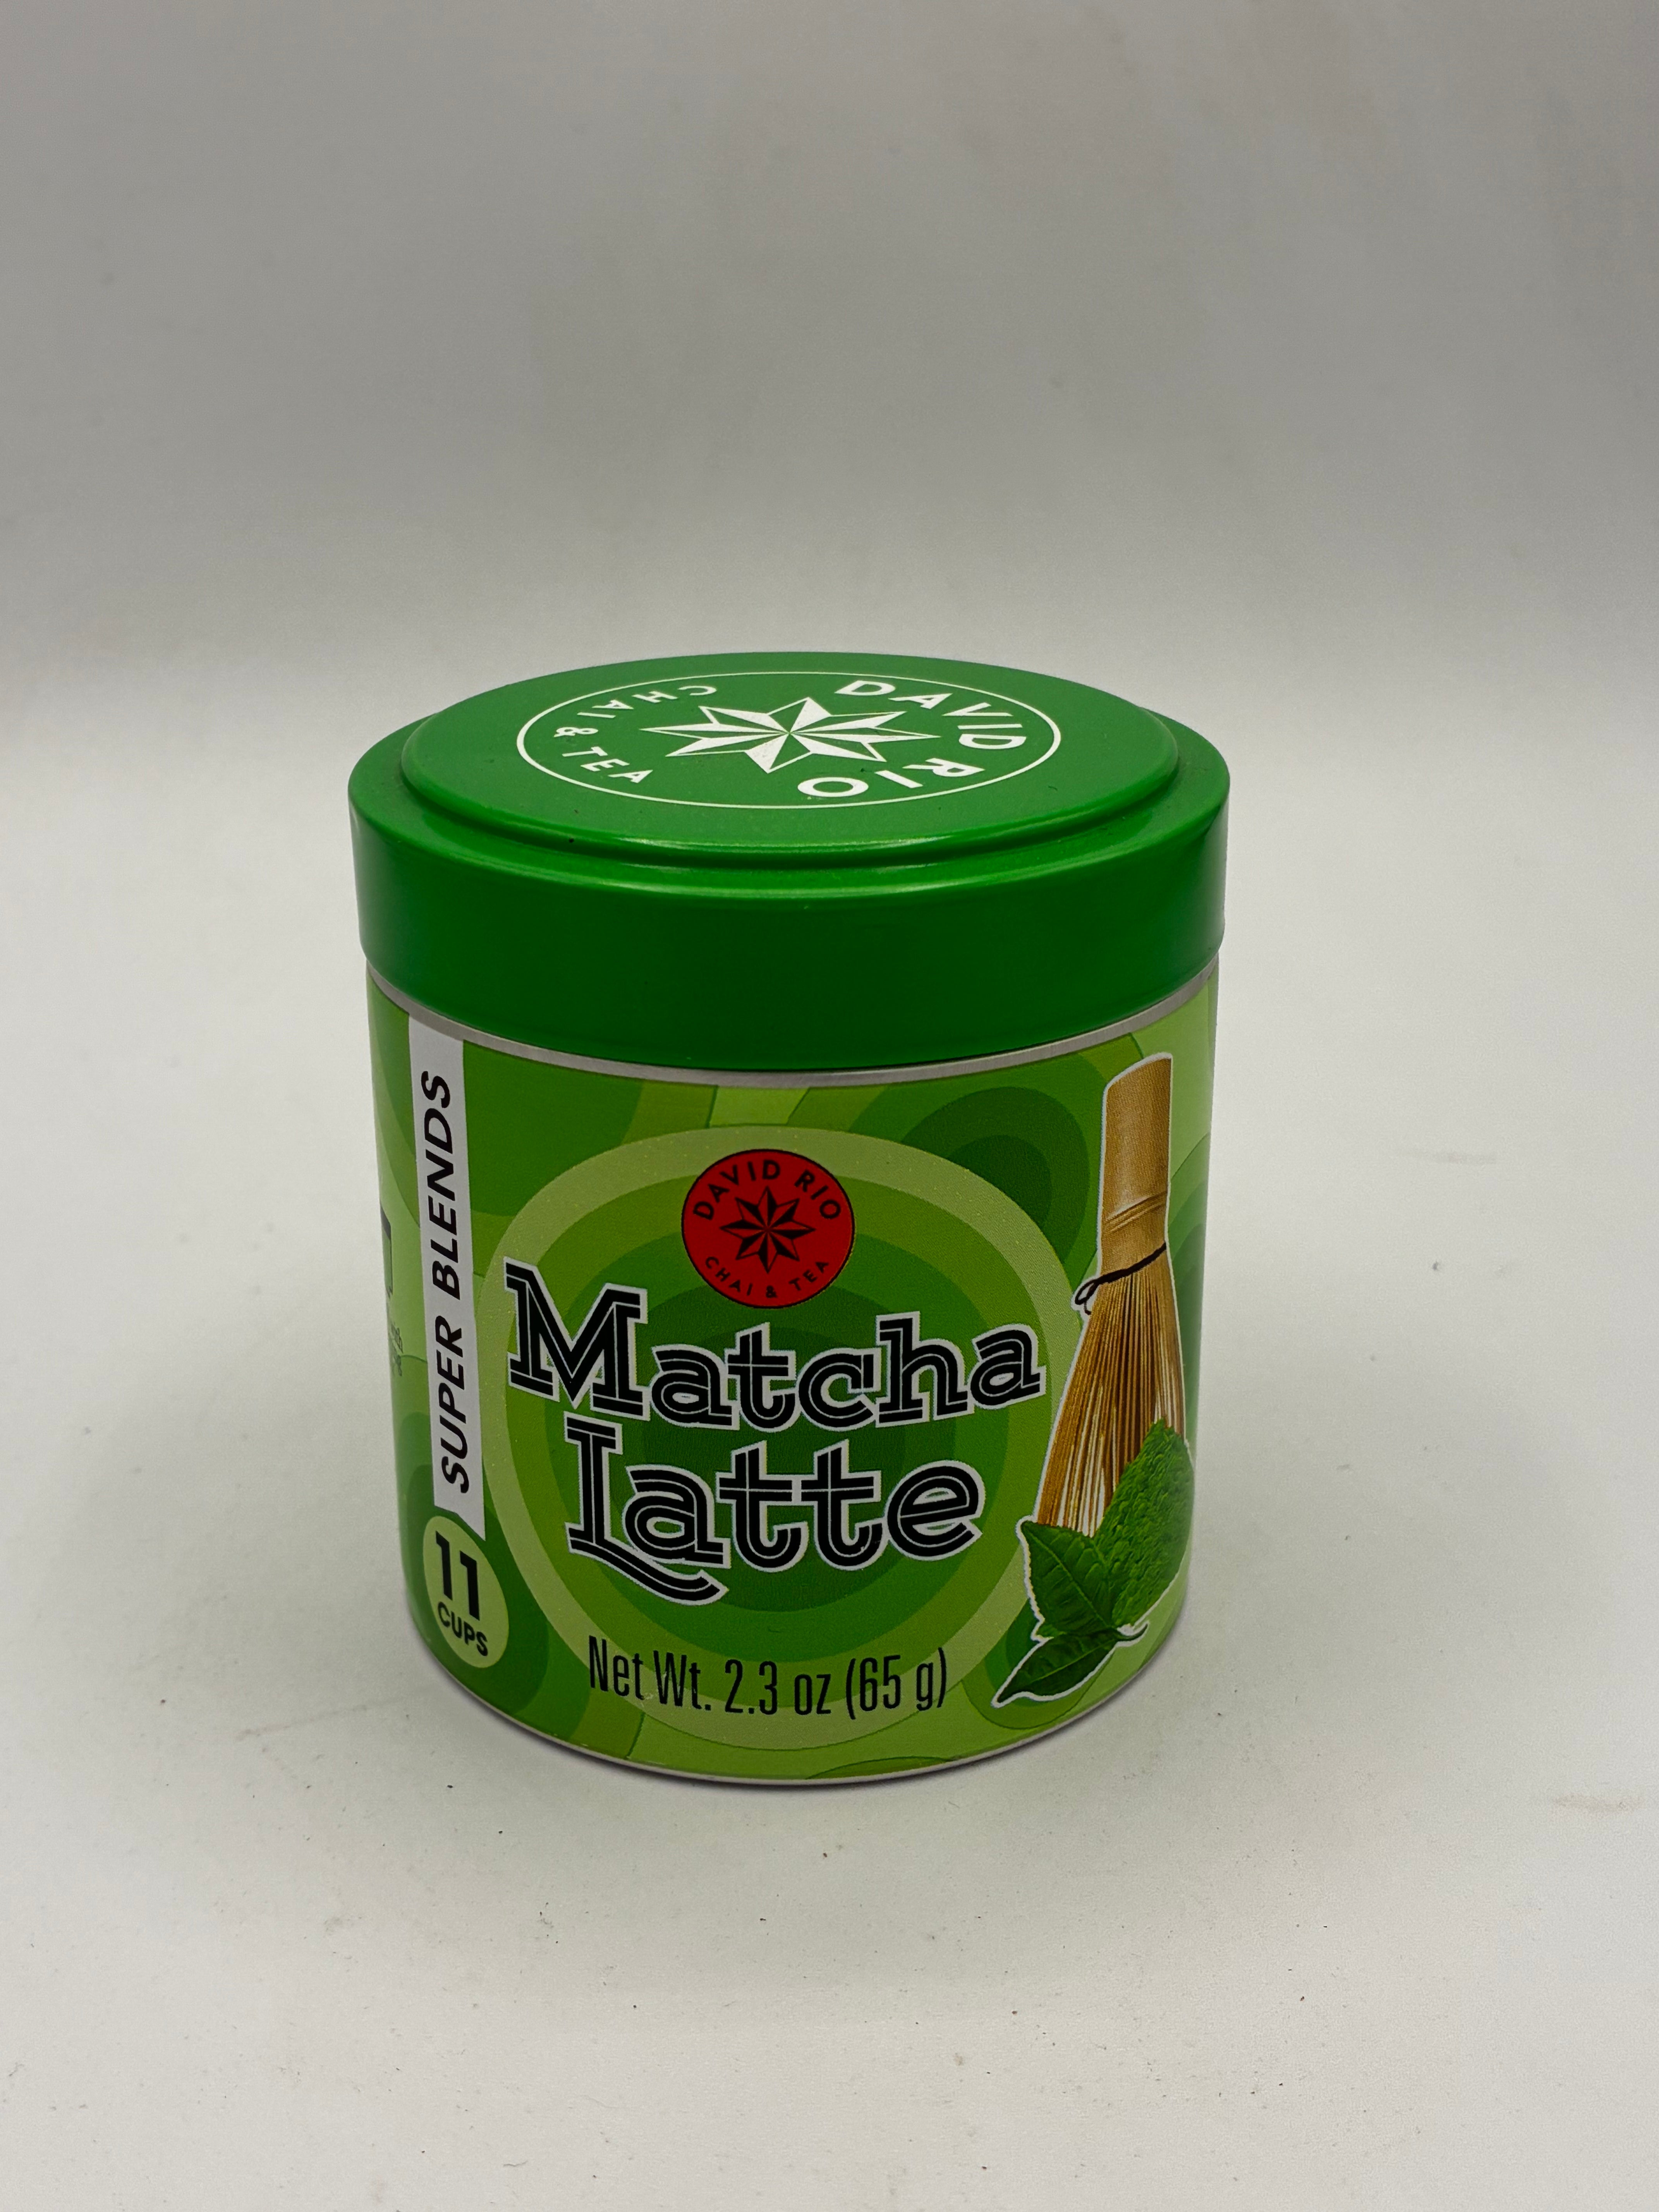 DAVID RIO
CHAI & TEA
SUPER BLENDS
11
CUPS
DAVID RIO
CHAI & TEA
Matcha
Latte
Net Wt. 2.3 oz (65 g)